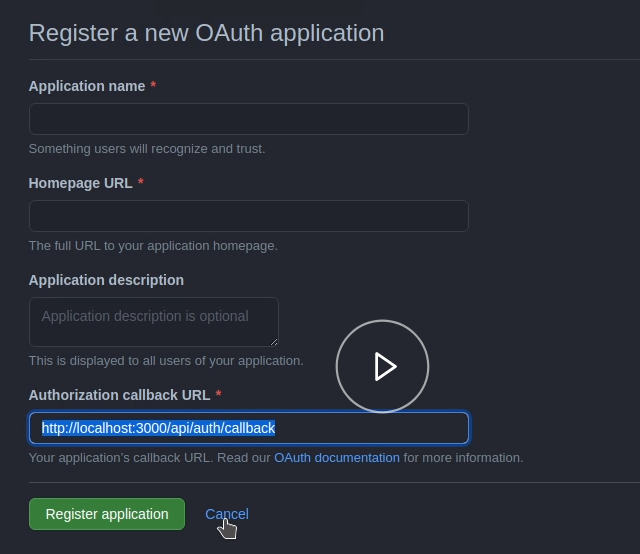 Register a new OAuth application
Application name *
Something users will recognize and trust.
Homepage URL *
The full URL to your application homepage.
Application description
Application description is optional
This is displayed to all users of your application.
Authorization callback URL *
http://localhost:3000/api/auth/callback
Your application's callback URL. Read our OAuth documentation for more information.
Register application Cancel